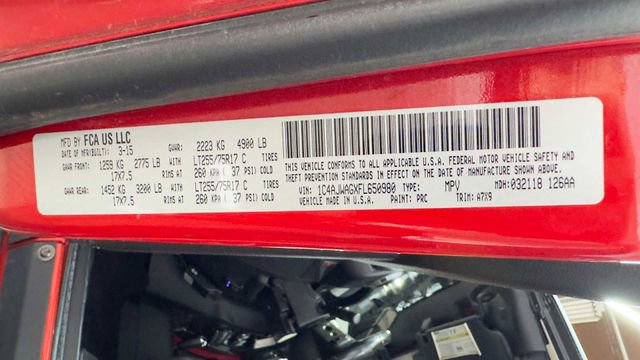 MFD BY FCA US LLC
DATE OF MFR(BUILT): 3-15 GVWR: 2223 KG 4900 LB
GAWR FRONT: 1259 KG 2775 LB WITH LT255/75R17 C TIRES
17X7.5 RIMS AT 260 KPA ( 37 PSI) COLD
GAWR REAR: 1452 KG 3200 LB WITH LT255/75R17 C TIRES
17X7.5 RIMS AT 260 KPA ( 37 PSI) COLD
THIS VEHICLE CONFORMS TO ALL APPLICABLE U.S.A. FEDERAL MOTOR VEHICLE SAFETY
AND THEFT PREVENTION STANDARDS IN EFFECT ON THE DATE OF MANUFACTURE SHOWN ABOVE.
VIN: 1C4AJWAGXFL650980 TYPE: MPV MDH: 032118 126AA
VEHICLE MADE IN U.S.A. PAINT: PRC TRIM: A7X9